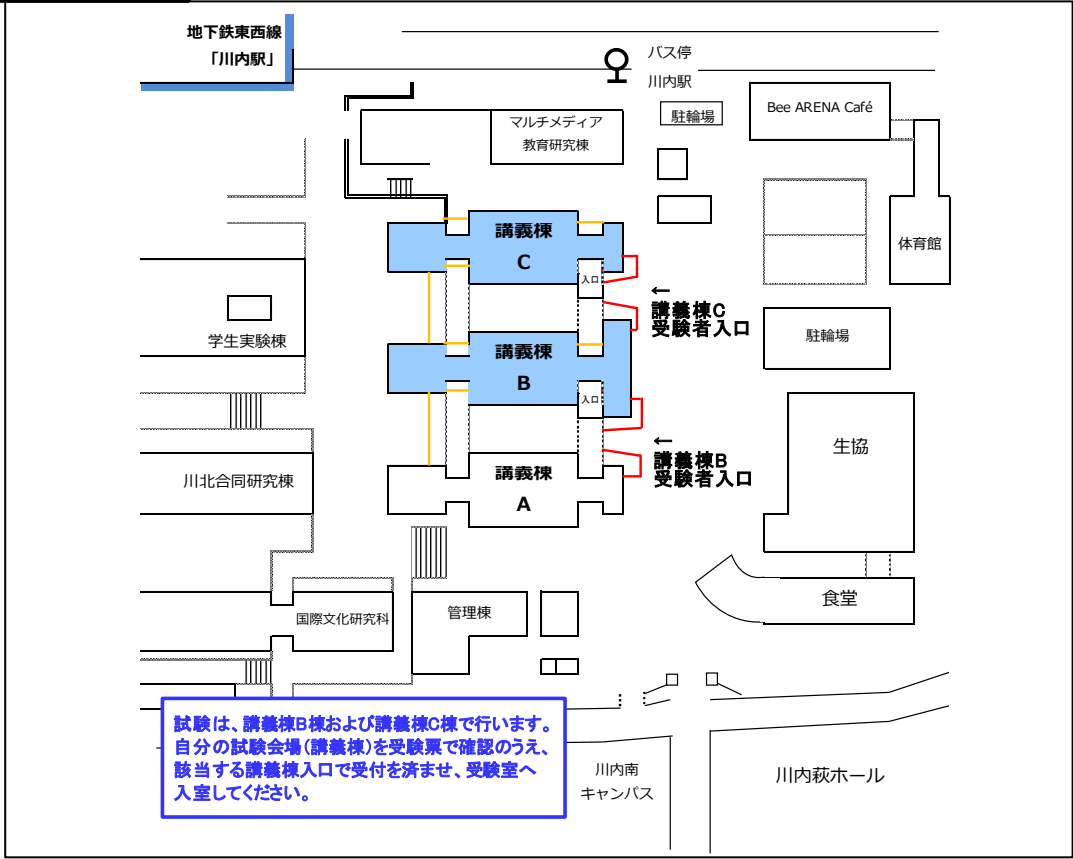 地下鉄東西線
「川内駅」
バス停
川内駅
駐輪場
Bee ARENA Café
マルチメディア
教育研究棟
体育館
講義棟
C
入口
←
講義棟C
受験者入口
学生実験棟
駐輪場
講義棟
B
入口
←
講義棟B
受験者入口
生協
川北合同研究棟
講義棟
A
食堂
国際文化研究科
管理棟
試験は、講義棟B棟および講義棟C棟で行います。
自分の試験会場(講義棟)を受験票で確認のうえ、
該当する講義棟入口で受付を済ませ、受験室へ
入室してください。
川内南
キャンパス
川内萩ホール